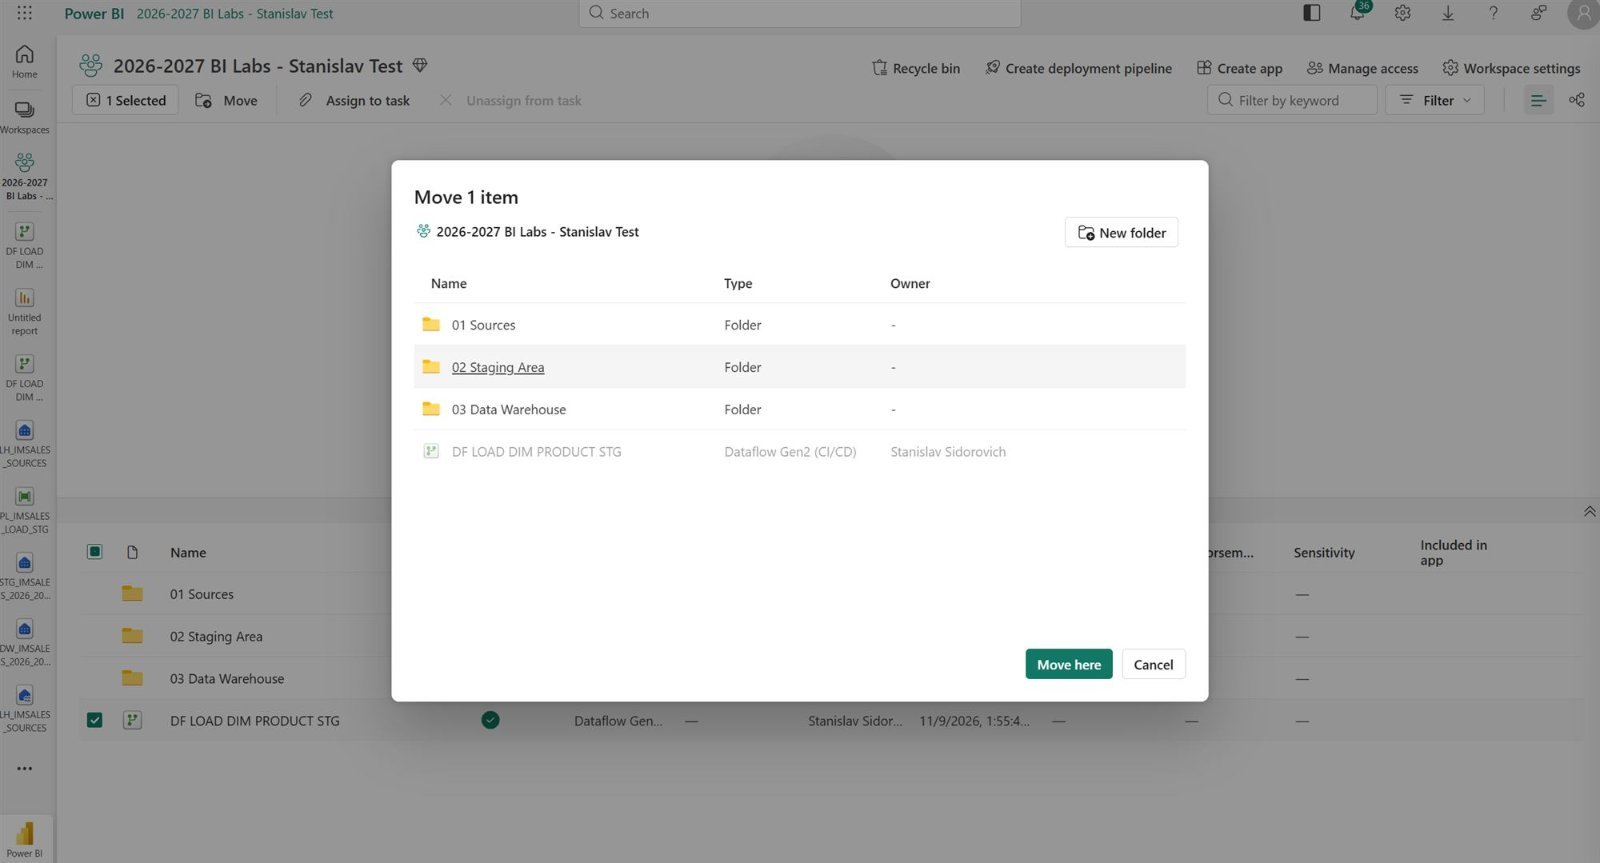 Power BI 2026-2027 BI Labs - Stanislav Test
Search
36
Home
Workspaces
2026-2027
BI Labs - ...
DF LOAD
DIM ...
Untitled
report
DF LOAD
DIM ...
LH_IMSALES
_SOURCES
PL_IMSALES
_LOAD_STG
STG_IMSALE
S_2026_20...
DW_IMSALE
S_2026_20...
LH_IMSALES
_SOURCES
...
Power BI
2026-2027 BI Labs - Stanislav Test
Recycle bin Create deployment pipeline Create app Manage access Workspace settings
1 Selected Move Assign to task Unassign from task
Filter by keyword Filter
Move 1 item
2026-2027 BI Labs - Stanislav Test
New folder
Name Type Owner
01 Sources Folder -
02 Staging Area Folder -
03 Data Warehouse Folder -
DF LOAD DIM PRODUCT STG Dataflow Gen2 (CI/CD) Stanislav Sidorovich
Move here Cancel
Name orsem... Sensitivity Included in
app
01 Sources —
02 Staging Area —
03 Data Warehouse —
DF LOAD DIM PRODUCT STG Dataflow Gen... — Stanislav Sidor... 11/9/2026, 1:55:4... — — —